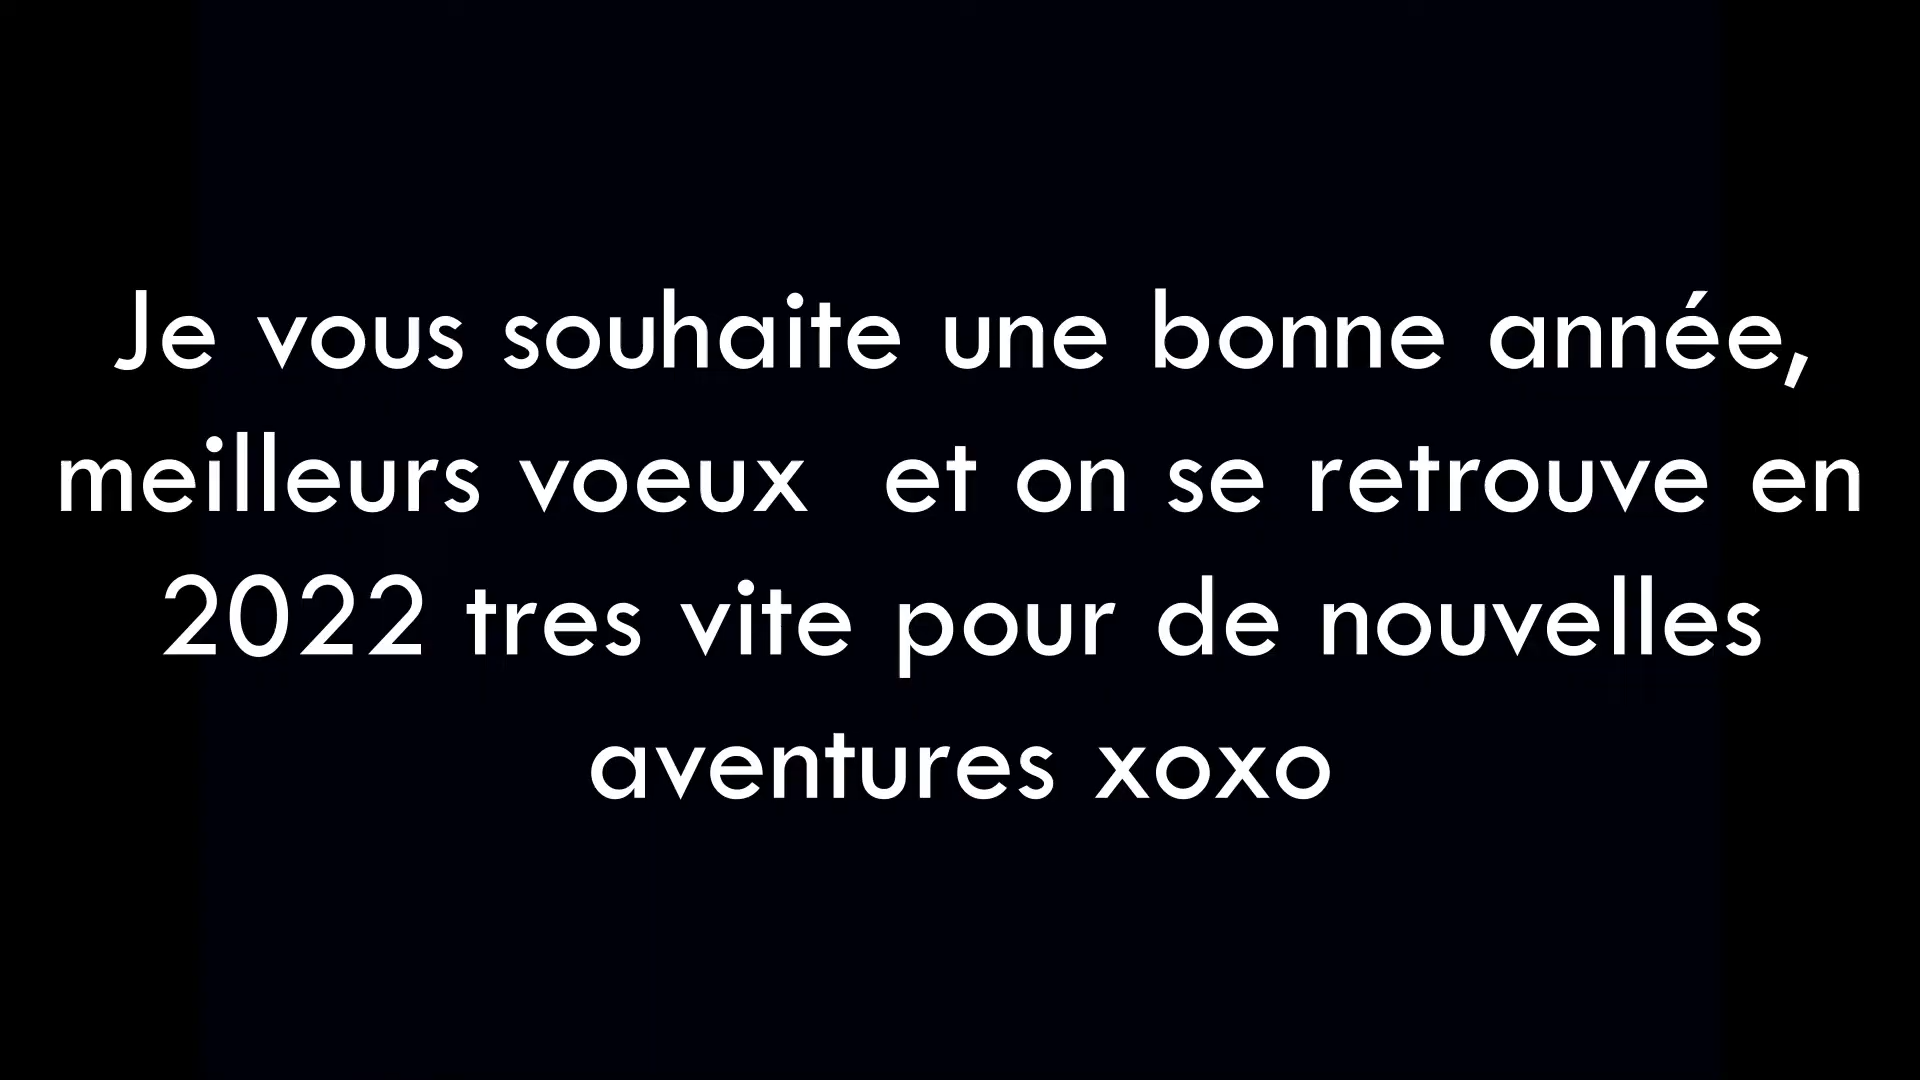 Je vous souhaite une bonne année,
meilleurs voeux  et on se retrouve en
2022 tres vite pour de nouvelles
aventures xoxo